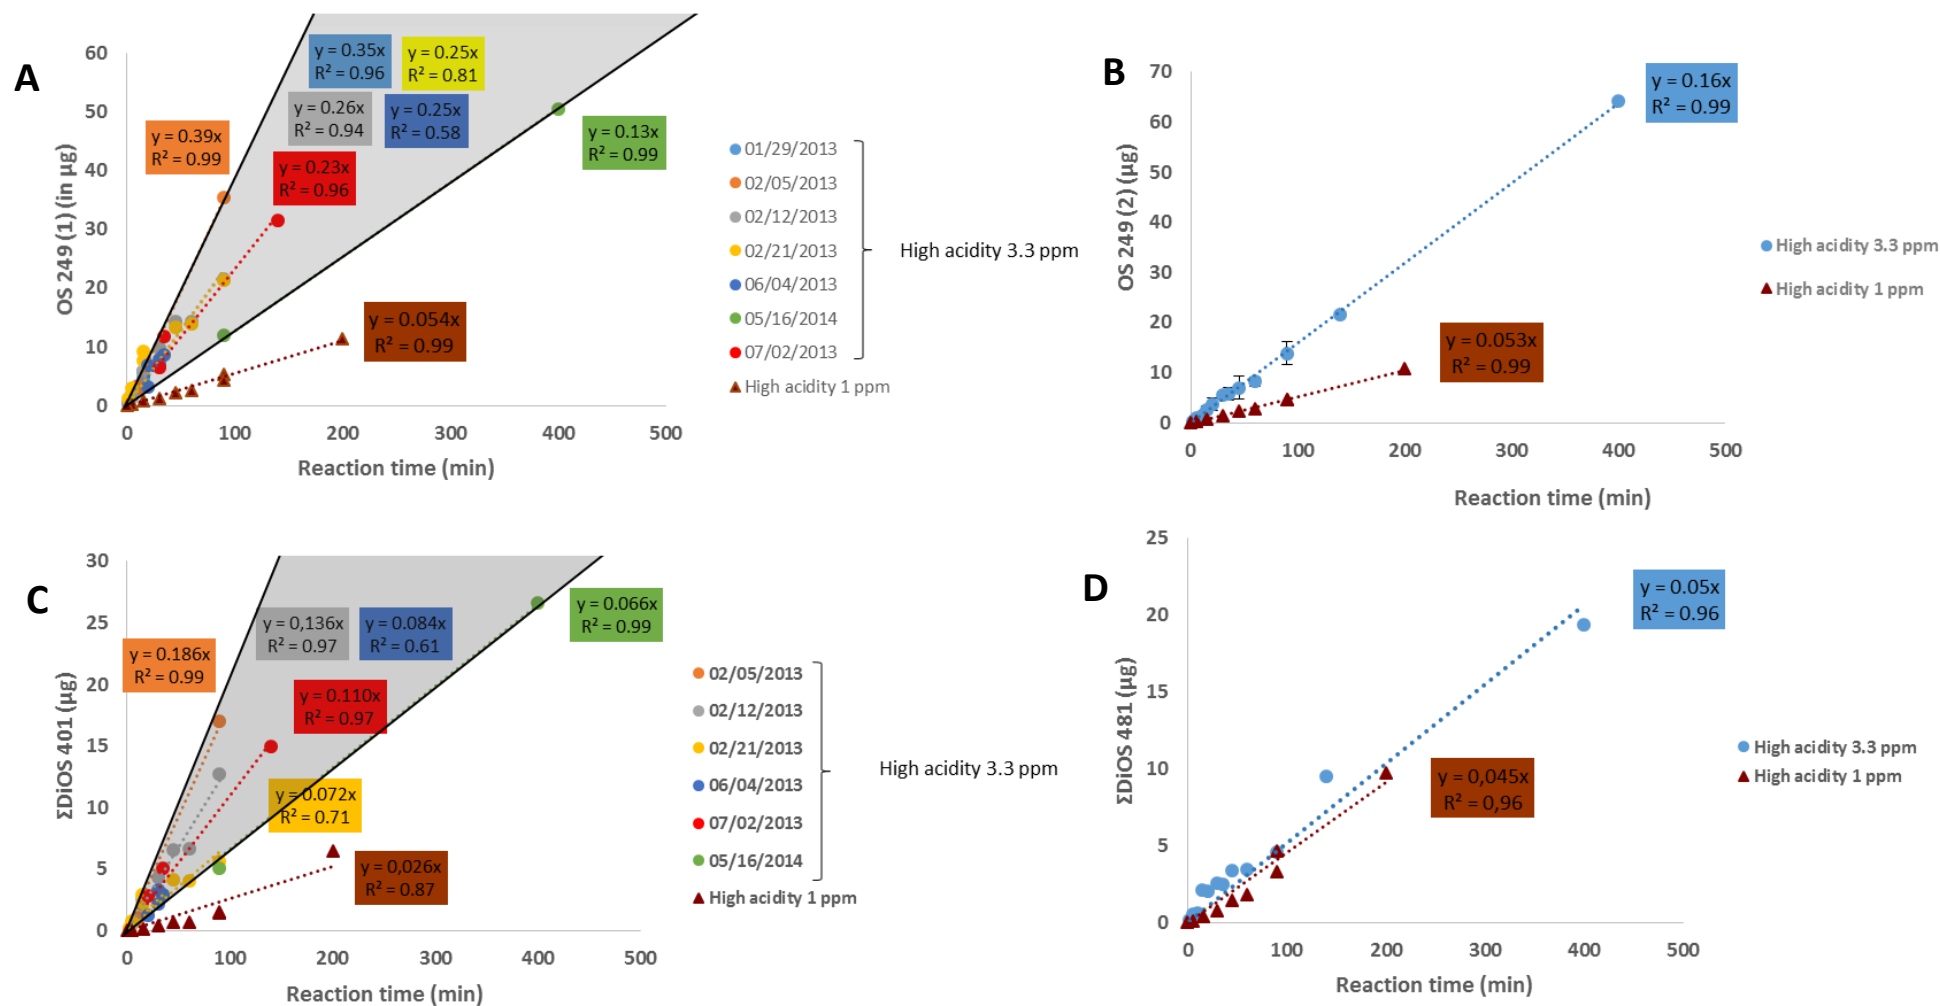 A
OS 249 (1) (in µg)
60
50
40
30
20
10
0
0 100 200 300 400 500
Reaction time (min)
y = 0.35x
R² = 0.96
y = 0.25x
R² = 0.81
y = 0.26x
R² = 0.94
y = 0.25x
R² = 0.58
y = 0.39x
R² = 0.99
y = 0.23x
R² = 0.96
y = 0.13x
R² = 0.99
y = 0.054x
R² = 0.99
01/29/2013
02/05/2013
02/12/2013
02/21/2013
06/04/2013
05/16/2014
07/02/2013
High acidity 1 ppm
High acidity 3.3 ppm
B
OS 249 (2) (µg)
70
60
50
40
30
20
10
0
0 100 200 300 400 500
Reaction time (min)
y = 0.16x
R² = 0.99
y = 0.053x
R² = 0.99
High acidity 3.3 ppm
High acidity 1 ppm
C
ΣDiOS 401 (µg)
30
25
20
15
10
5
0
0 100 200 300 400 500
Reaction time (min)
y = 0,136x
R² = 0.97
y = 0.084x
R² = 0.61
y = 0.066x
R² = 0.99
y = 0.186x
R² = 0.99
y = 0.110x
R² = 0.97
y = 0.072x
R² = 0.71
y = 0,026x
R² = 0.87
02/05/2013
02/12/2013
02/21/2013
06/04/2013
07/02/2013
05/16/2014
High acidity 1 ppm
High acidity 3.3 ppm
D
ΣDiOS 481 (µg)
25
20
15
10
5
0
0 100 200 300 400 500
Reaction time (min)
y = 0.05x
R² = 0.96
y = 0,045x
R² = 0,96
High acidity 3.3 ppm
High acidity 1 ppm